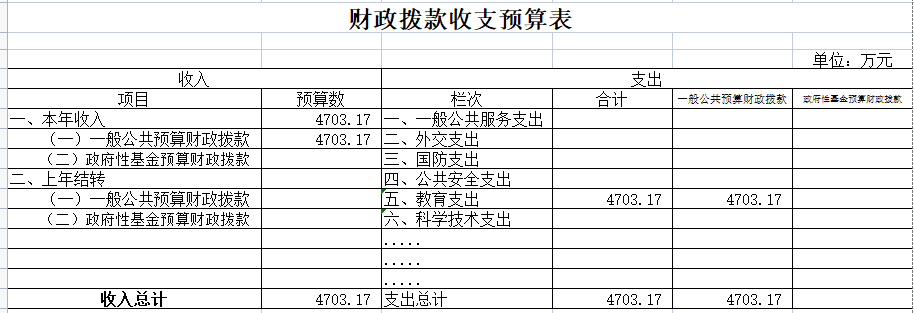 财政拨款收支预算表
单位：万元
收入 支出
项目 预算数 栏次 合计 一般公共预算财政拨款 政府性基金预算财政拨款
一、本年收入 4703.17 一、一般公共服务支出
（一）一般公共预算财政拨款 4703.17 二、外交支出
（二）政府性基金预算财政拨款 三、国防支出
二、上年结转 四、公共安全支出
（一）一般公共预算财政拨款 五、教育支出 4703.17 4703.17
（二）政府性基金预算财政拨款 六、科学技术支出
.....
.....
.....
收入总计 4703.17 支出总计 4703.17 4703.17